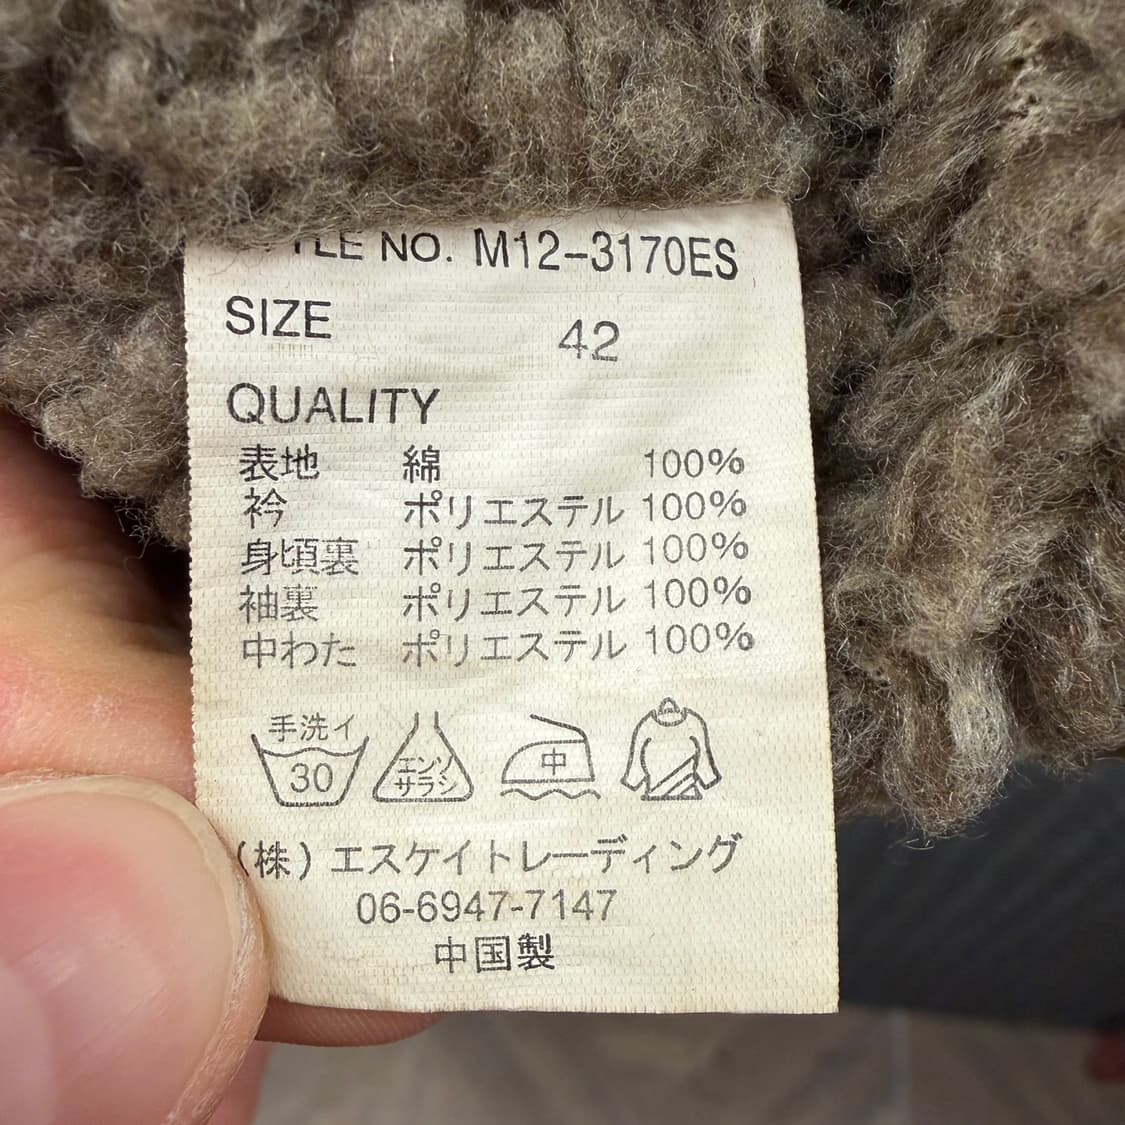 TLE NO. M12-3170ES
SIZE 42
QUALITY
表地 綿 100%
衿 ポリエステル 100%
身頃裏 ポリエステル 100%
袖裏 ポリエステル 100%
中わた ポリエステル 100%
手洗イ 30
エンソサラシ
中
(株)エスケイトレーディング
06-6947-7147
中国製